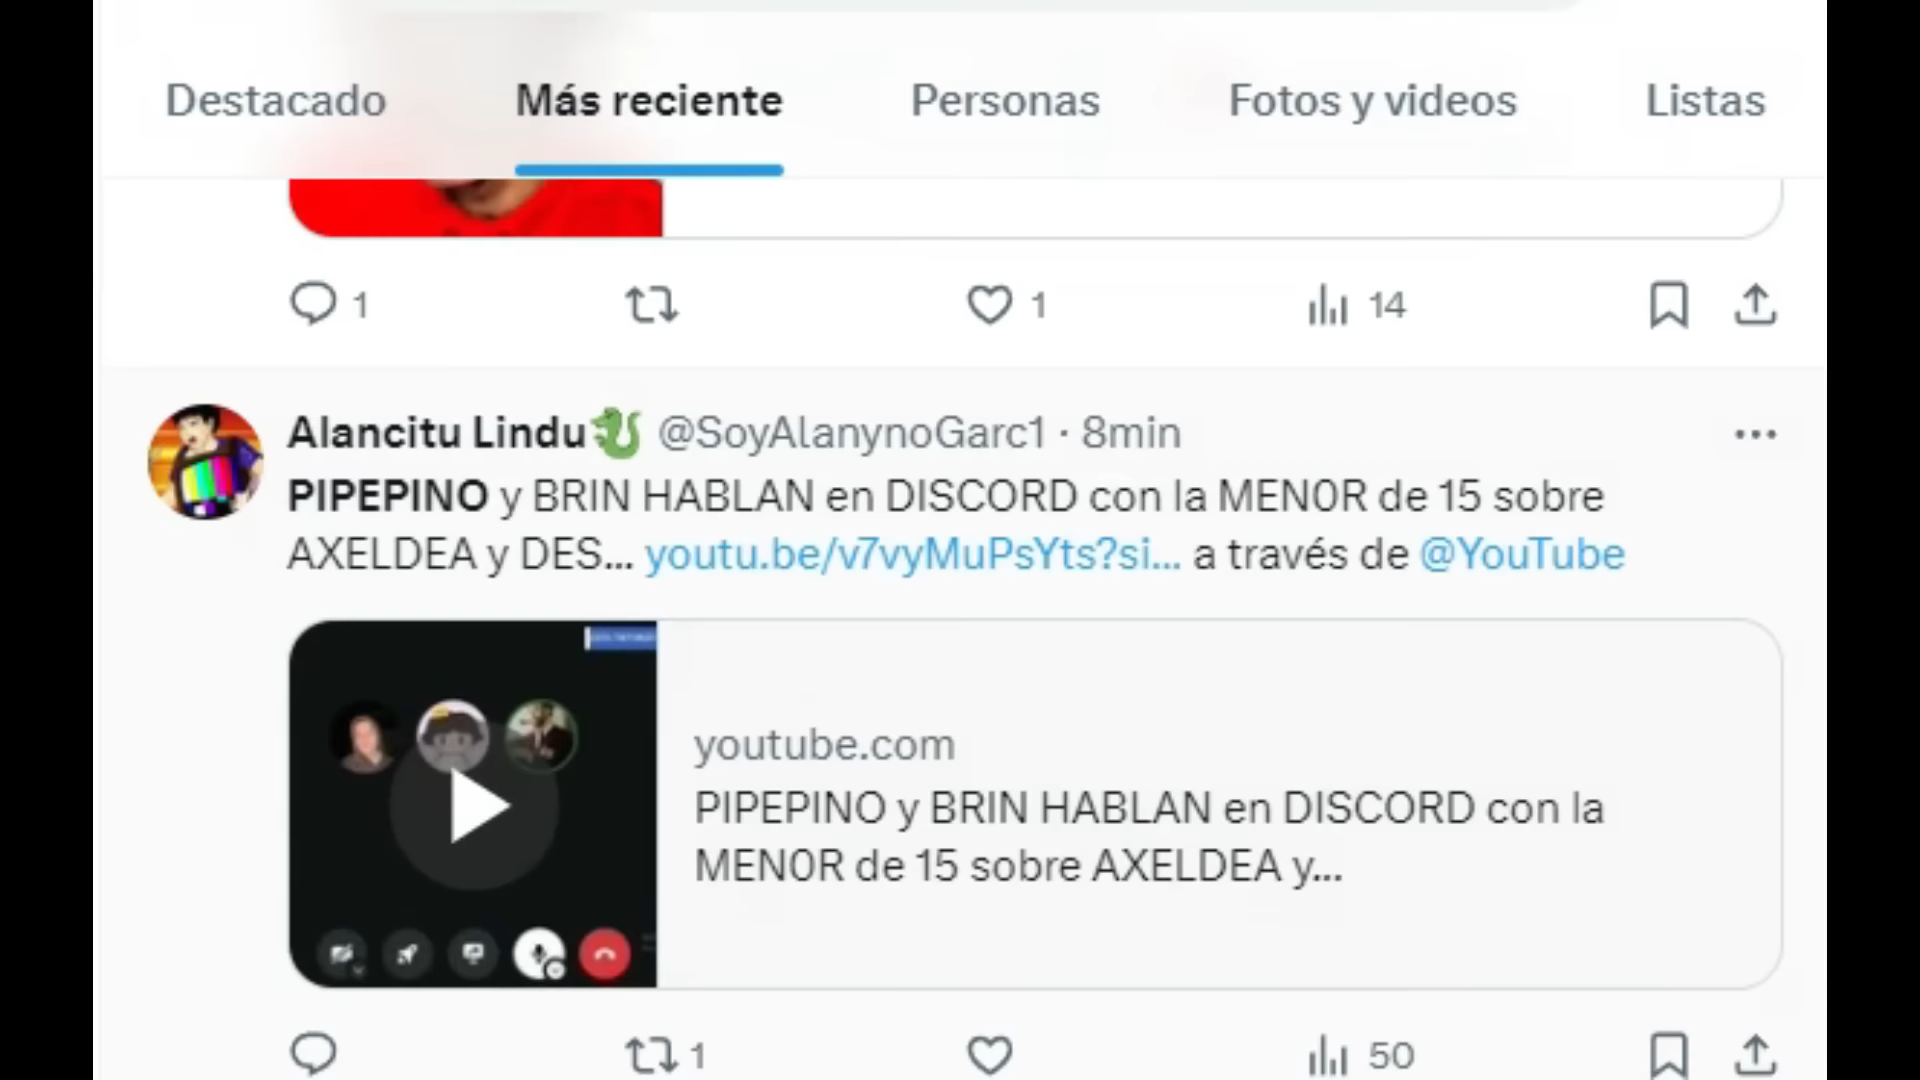 Destacado Más reciente Personas Fotos y videos Listas
1 1 14
Alancitu Lindu🐉 @SoyAlanynoGarc1 · 8min
PIPEPINO y BRIN HABLAN en DISCORD con la MEN0R de 15 sobre
AXELDEA y DES... youtu.be/v7vyMuPsYts?si... a través de @YouTube
youtube.com
PIPEPINO y BRIN HABLAN en DISCORD con la
MEN0R de 15 sobre AXELDEA y...
1 50